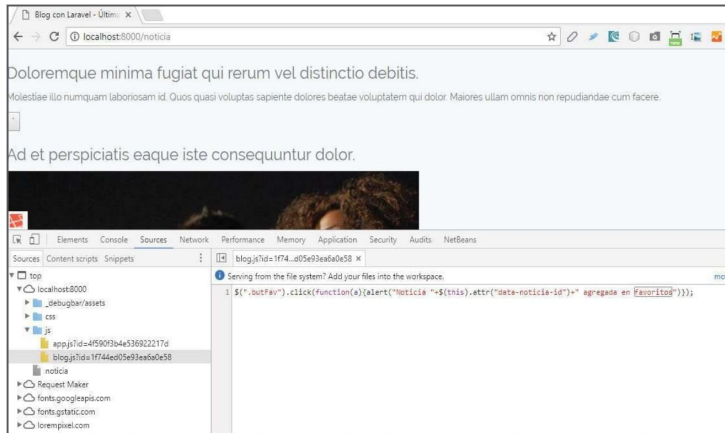 Blog con Laravel - Últim
localhost:8000/noticia
Doloremque minima fugiat qui rerum vel distinctio debitis.
Molestiae illo numquam laboriosam id. Quos quasi voluptas sapiente dolores beatae voluptatem qui dolor. Maiores ullam omnis non repudiandae cum facere.
Ad et perspiciatis eaque iste consequuntur dolor.
Elements Console Sources Network Performance Memory Application Security Audits NetBeans
Sources Content scripts Snippets
blog.js?id=1f74...d05e93ea6a0e58 ×
top
Serving from the file system? Add your files into the workspace. mo
localhost:8000
1 $(".butFav").click(function(a){alert("Noticia "+$(this).attr("data-noticia-id")+" agregada en Favoritos")});
_debugbar/assets
css
js
app.js?id=4f590f3b4e536922217d
blog.js?id=1f744ed05e93ea6a0e58
noticia
Request Maker
fonts.googleapis.com
fonts.gstatic.com
lorempixel.com